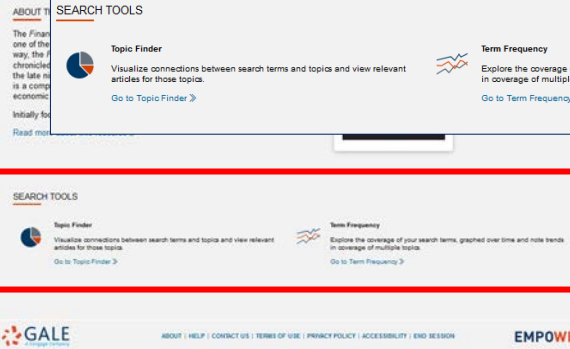 ABOUT T
SEARCH TOOLS
The Finan
one of the
way, the F
chronicled
the late ni
is a comp
economic
Initially foc
Read mor
Topic Finder
Visualize connections between search terms and topics and view relevant
articles for those topics.
Go to Topic Finder »
Term Frequency
Explore the coverage
in coverage of multipl
Go to Term Frequency
SEARCH TOOLS
Topic Finder
Visualize connections between search terms and topics and view relevant
articles for those topics.
Go to Topic Finder »
Term Frequency
Explore the coverage of your search terms, graphed over time and note trends
in coverage of multiple topics.
Go to Term Frequency »
GALE
A Cengage Company
ABOUT | HELP | CONTACT US | TERMS OF USE | PRIVACY POLICY | ACCESSIBILITY | END SESSION
EMPOWE